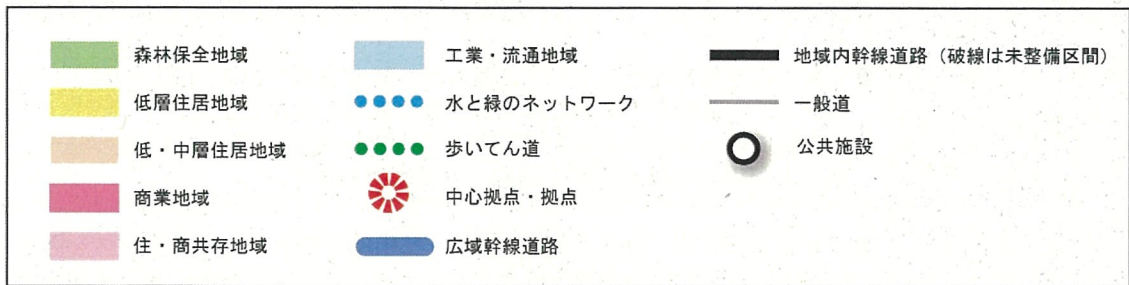 森林保全地域
低層住居地域
低・中層住居地域
商業地域
住・商共存地域
工業・流通地域
水と緑のネットワーク
歩いてん道
中心拠点・拠点
広域幹線道路
地域内幹線道路（破線は未整備区間）
一般道
公共施設